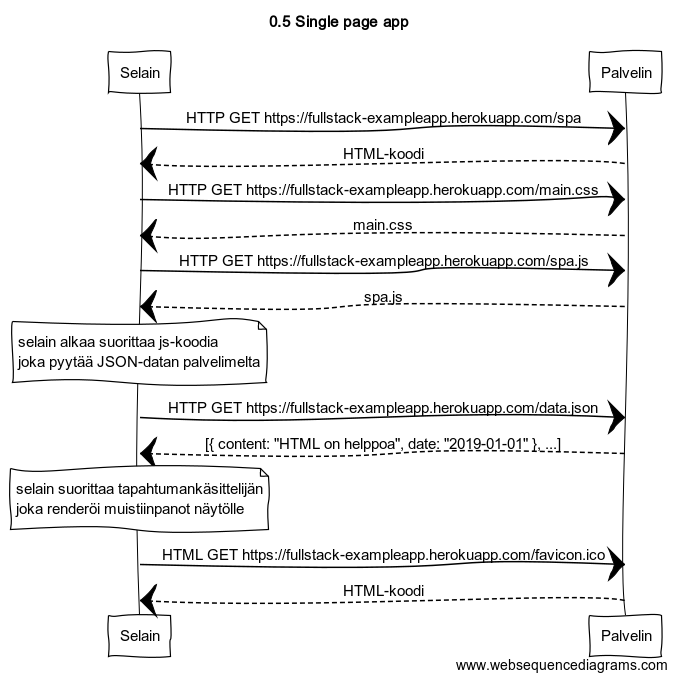 0.5 Single page app
Selain
Palvelin
HTTP GET https://fullstack-exampleapp.herokuapp.com/spa
HTML-koodi
HTTP GET https://fullstack-exampleapp.herokuapp.com/main.css
main.css
HTTP GET https://fullstack-exampleapp.herokuapp.com/spa.js
spa.js
selain alkaa suorittaa js-koodia
joka pyytää JSON-datan palvelimelta
HTTP GET https://fullstack-exampleapp.herokuapp.com/data.json
[{ content: "HTML on helppoa", date: "2019-01-01" }, ...]
selain suorittaa tapahtumankäsittelijän
joka renderöi muistiinpanot näytölle
HTML GET https://fullstack-exampleapp.herokuapp.com/favicon.ico
HTML-koodi
Selain
Palvelin
www.websequencediagrams.com